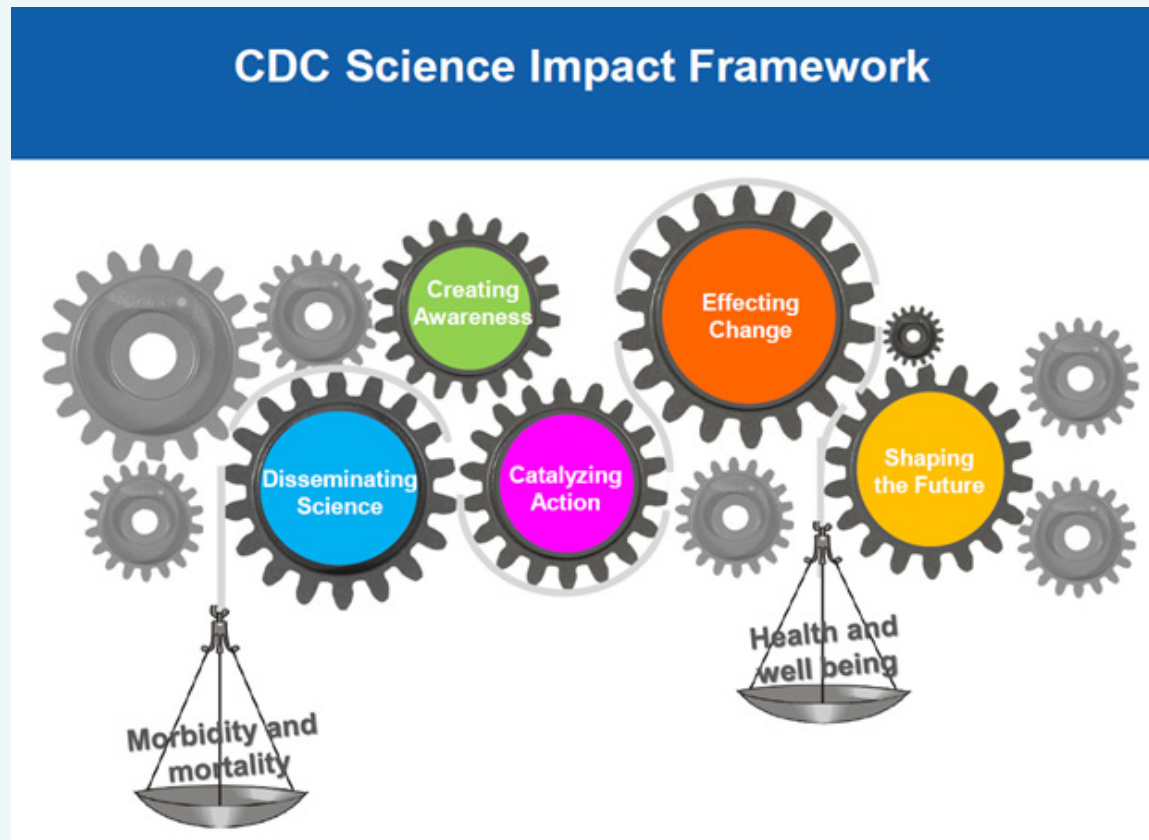 CDC Science Impact Framework
Creating
Awareness
Effecting
Change
Disseminating
Science
Catalyzing
Action
Shaping
the Future
Health and
well being
Morbidity and
mortality